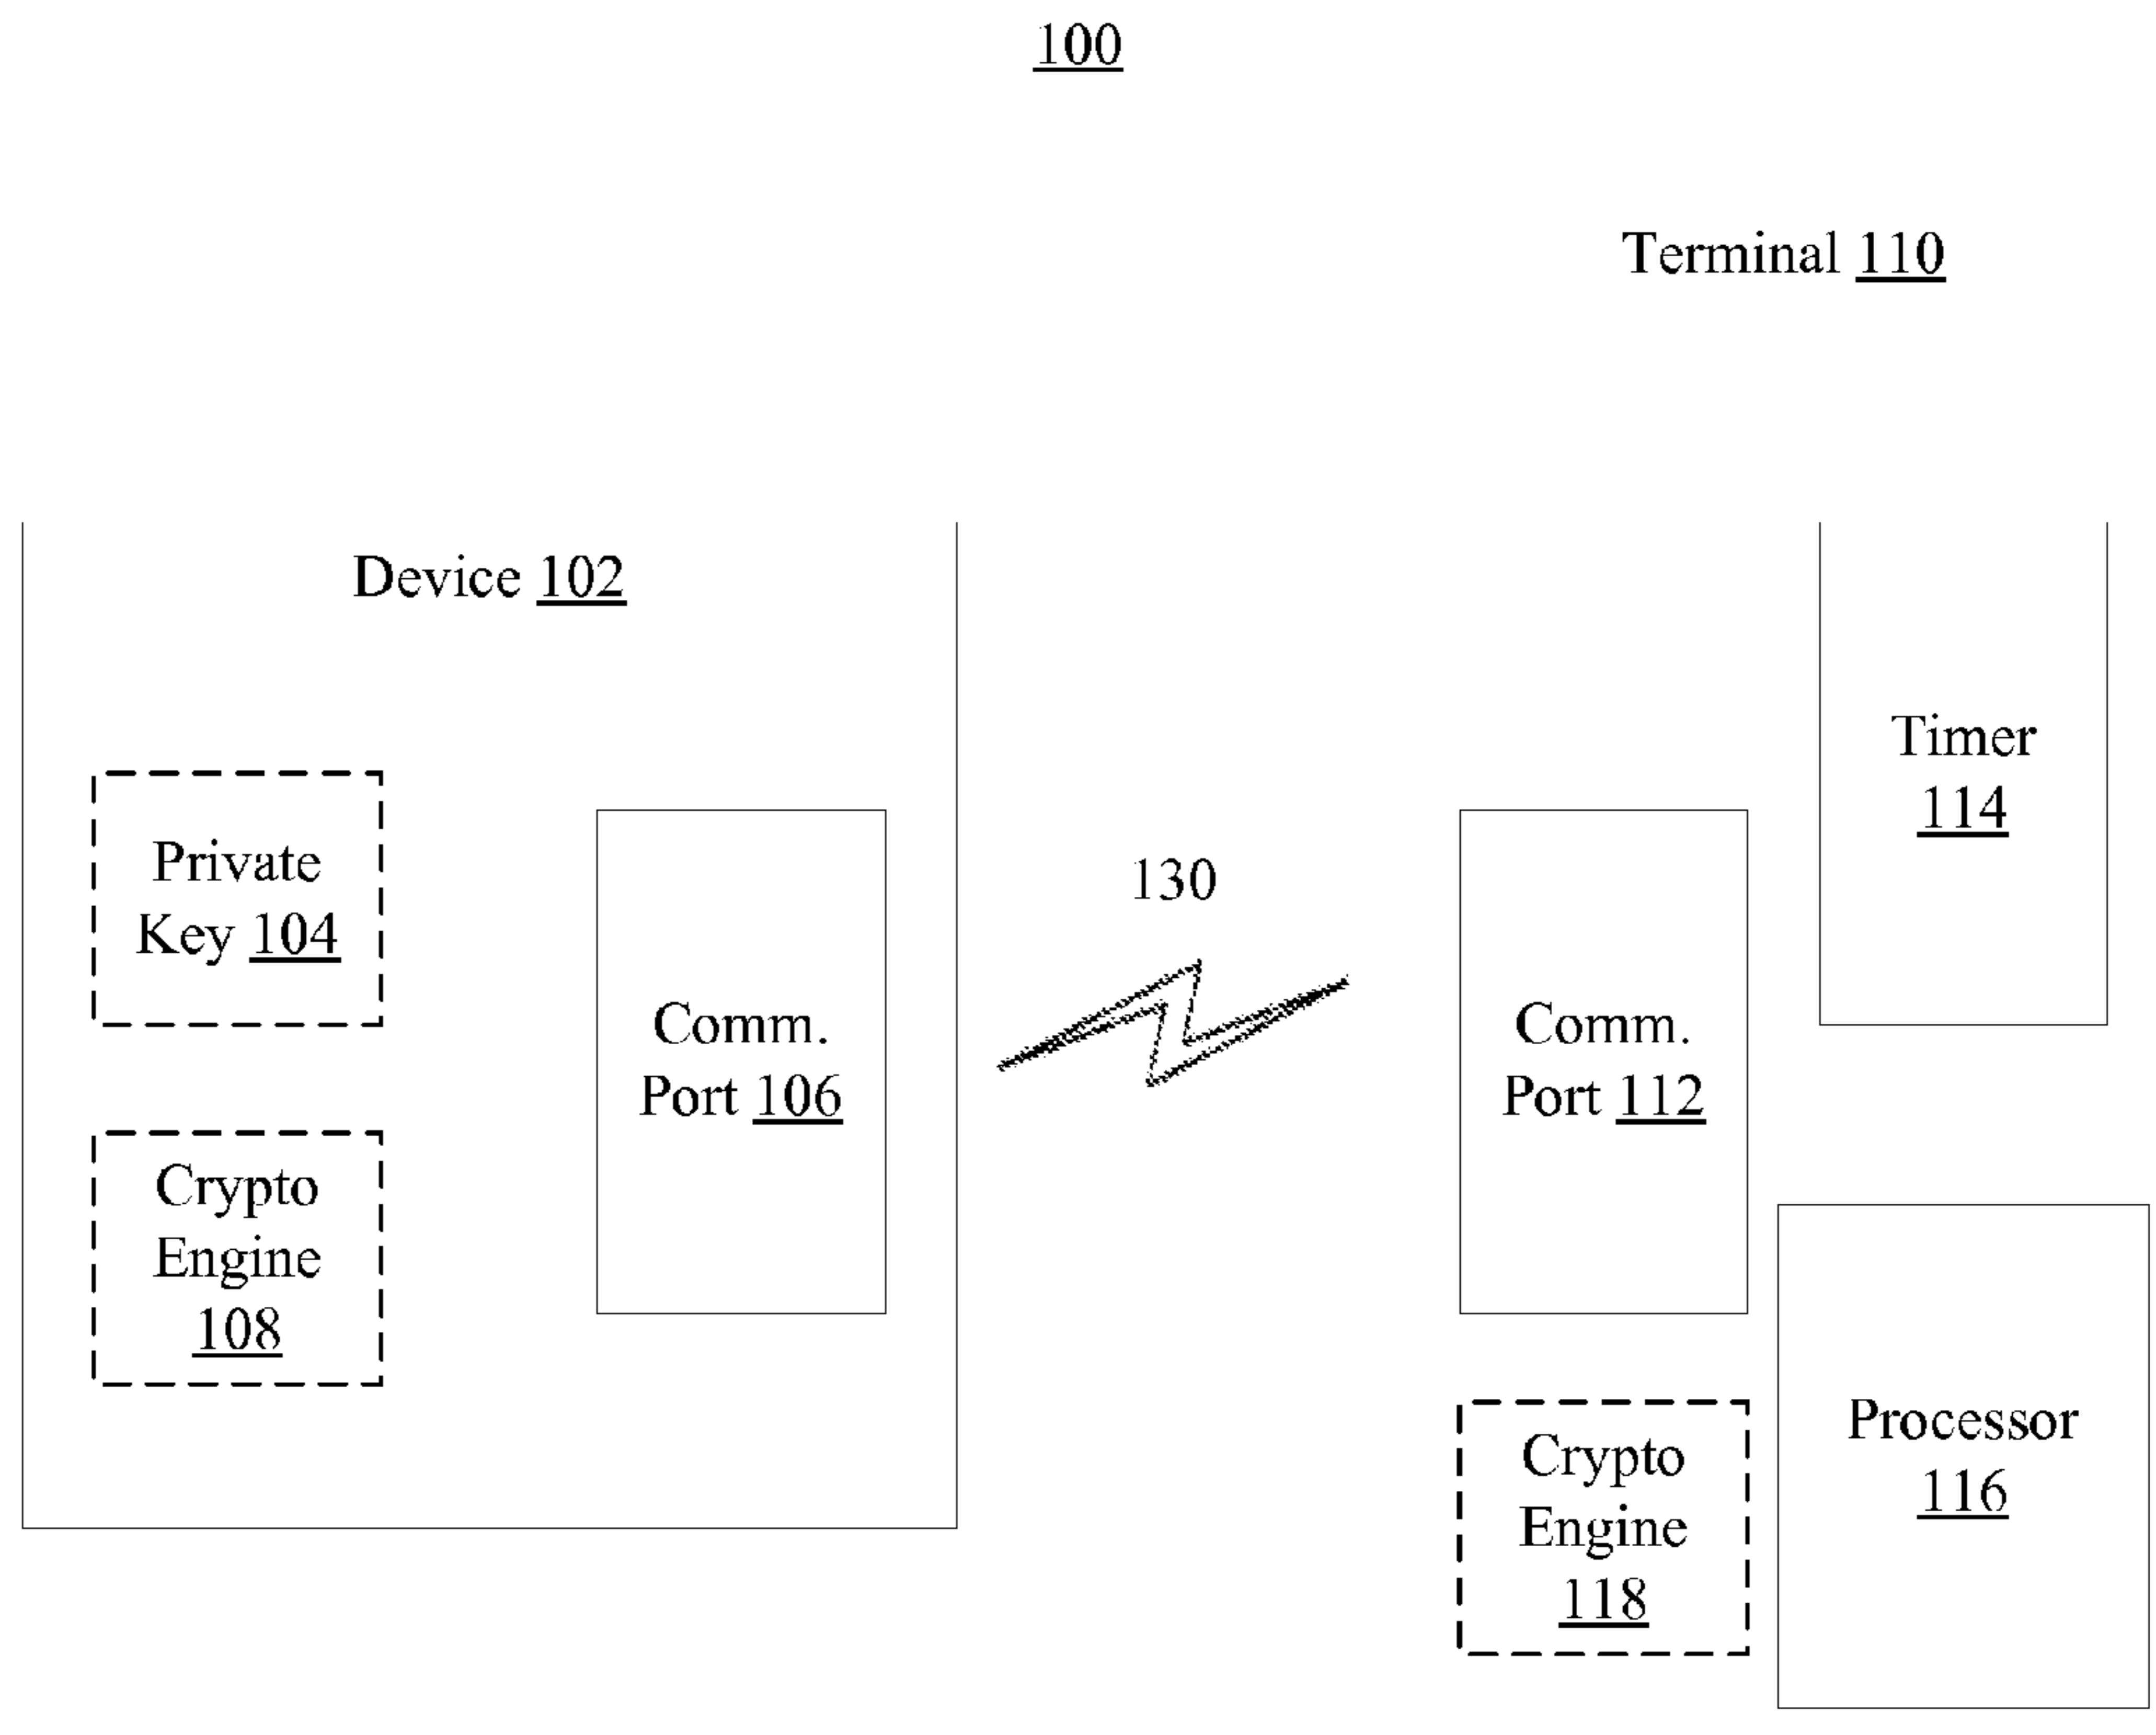 100
Terminal 110
Device 102
Private
Key 104
Crypto
Engine
108
Comm.
Port 106
130
Comm.
Port 112
Timer
114
Crypto
Engine
118
Processor
116